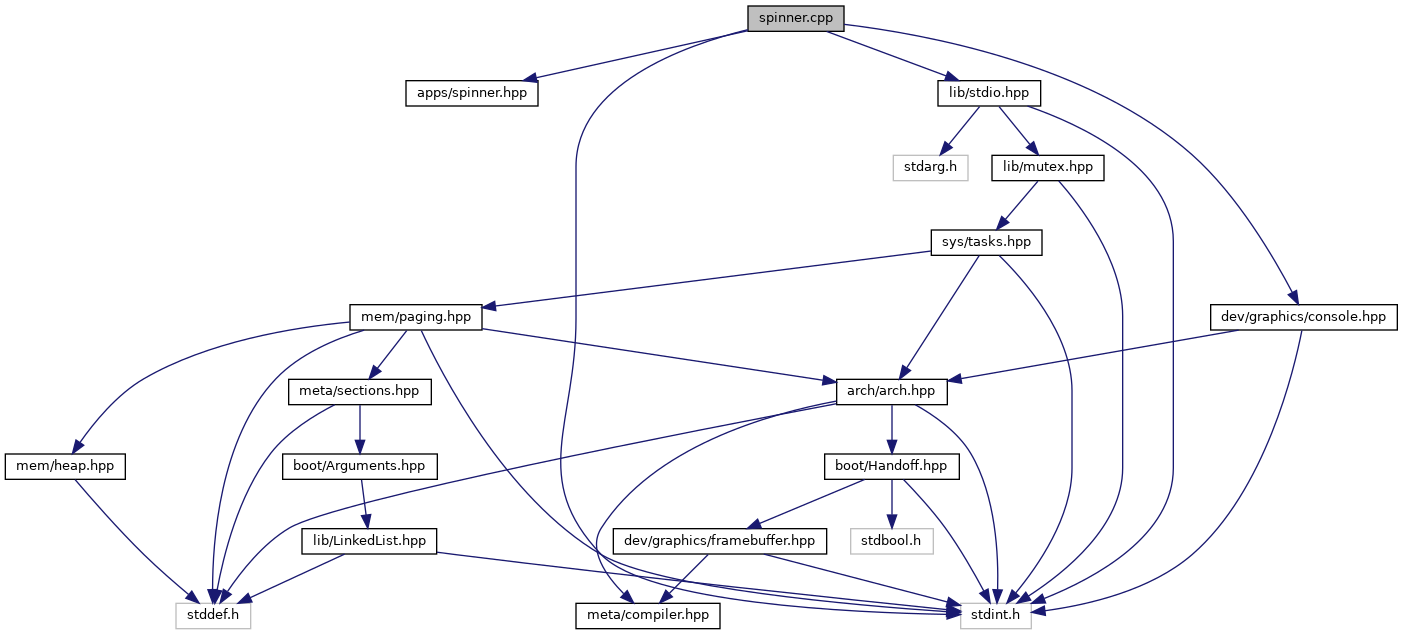 spinner.cpp
apps/spinner.hpp
lib/stdio.hpp
stdarg.h
lib/mutex.hpp
sys/tasks.hpp
mem/paging.hpp
dev/graphics/console.hpp
meta/sections.hpp
arch/arch.hpp
mem/heap.hpp
boot/Arguments.hpp
boot/Handoff.hpp
lib/LinkedList.hpp
dev/graphics/framebuffer.hpp
stdbool.h
stddef.h
meta/compiler.hpp
stdint.h